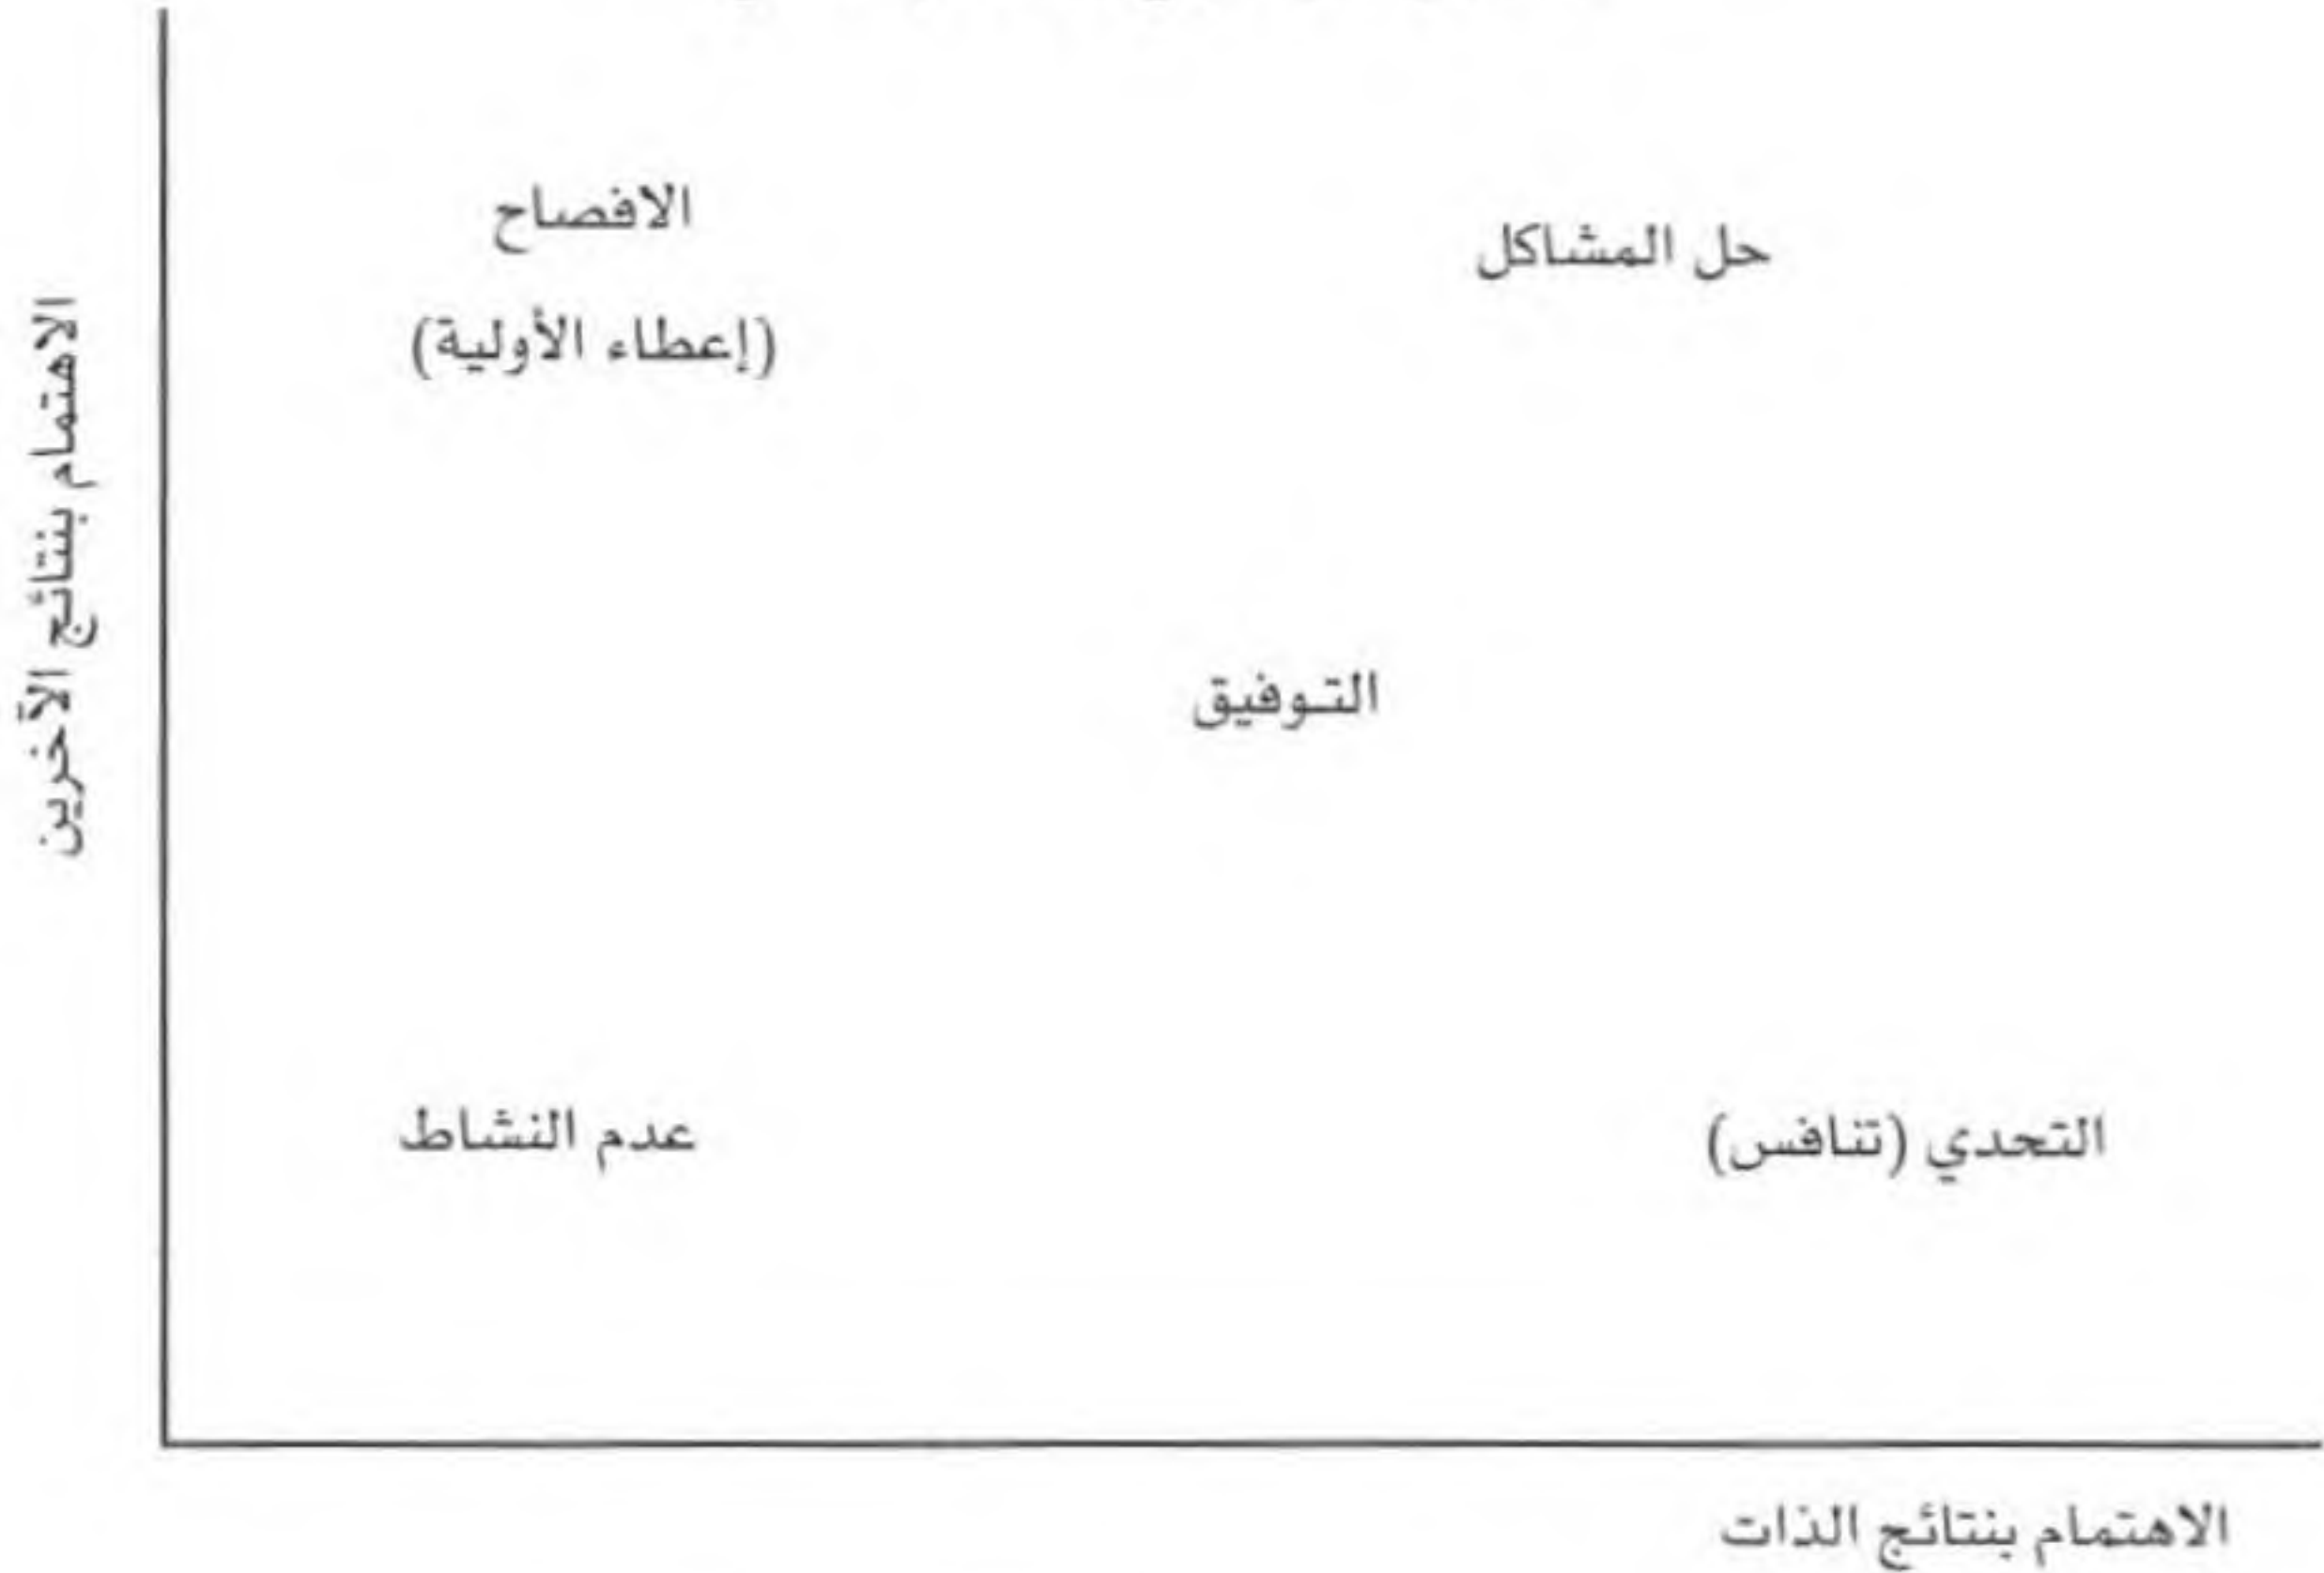 الافصاح
(إعطاء الأولية)
حل المشاكل
التوفيق
عدم النشاط
التحدي (تنافس)
الاهتمام بنتائج الآخرين
الاهتمام بنتائج الذات